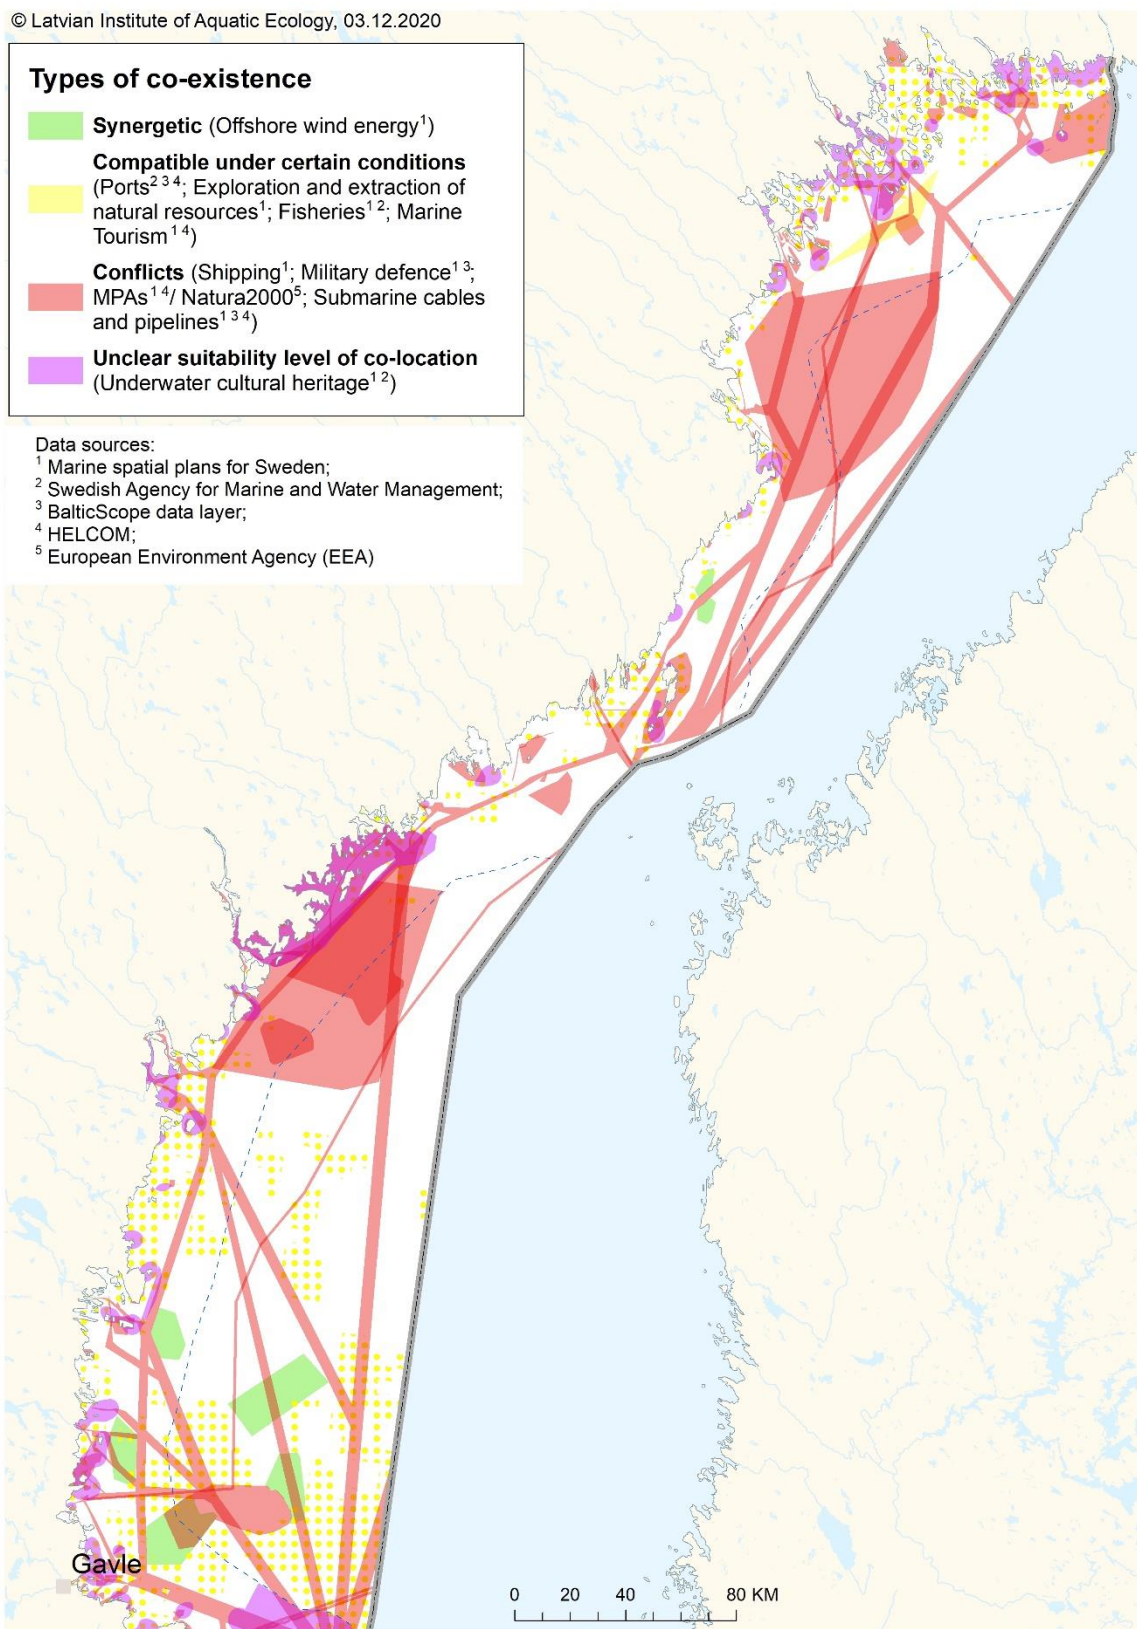 © Latvian Institute of Aquatic Ecology, 03.12.2020
Types of co-existence
Synergetic (Offshore wind energy¹)
Compatible under certain conditions
(Ports² ³ ⁴; Exploration and extraction of
natural resources¹; Fisheries¹ ²; Marine
Tourism¹ ⁴)
Conflicts (Shipping¹; Military defence¹ ³;
MPAs¹ ⁴/ Natura2000⁵; Submarine cables
and pipelines¹ ³ ⁴)
Unclear suitability level of co-location
(Underwater cultural heritage¹ ²)
Data sources:
¹ Marine spatial plans for Sweden;
² Swedish Agency for Marine and Water Management;
³ BalticScope data layer;
⁴ HELCOM;
⁵ European Environment Agency (EEA)
Gavle
0 20 40 80 KM